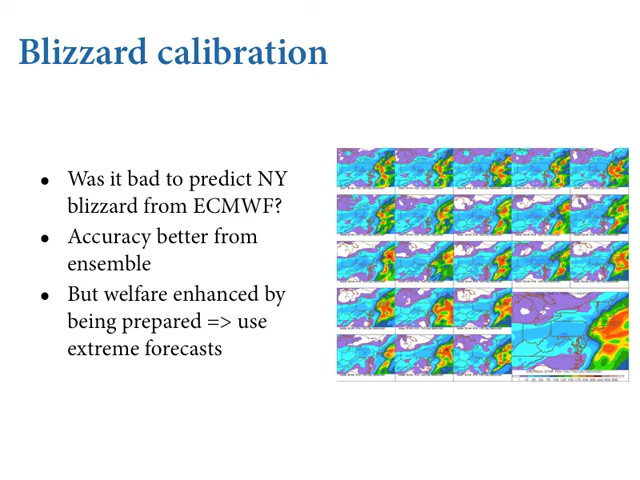 Blizzard calibration
• Was it bad to predict NY
blizzard from ECMWF?
• Accuracy better from
ensemble
• But welfare enhanced by
being prepared => use
extreme forecasts